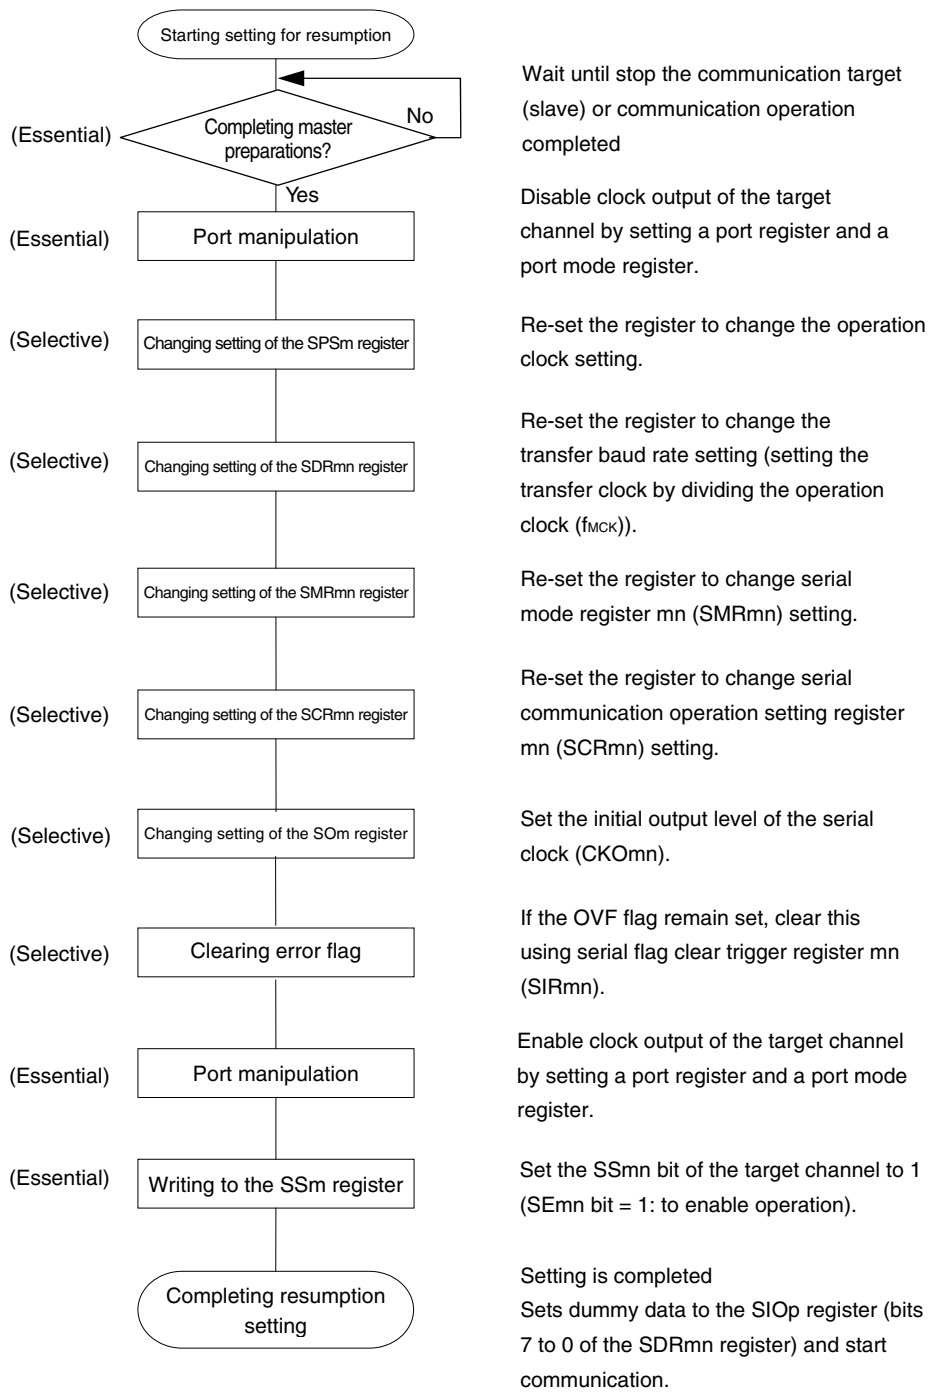 Starting setting for resumption
(Essential)
Completing master
preparations?
No
Wait until stop the communication target
(slave) or communication operation
completed
Yes
(Essential)
Port manipulation
Disable clock output of the target
channel by setting a port register and a
port mode register.
(Selective)
Changing setting of the SPSm register
Re-set the register to change the operation
clock setting.
(Selective)
Changing setting of the SDRmn register
Re-set the register to change the
transfer baud rate setting (setting the
transfer clock by dividing the operation
clock (fMCK)).
(Selective)
Changing setting of the SMRmn register
Re-set the register to change serial
mode register mn (SMRmn) setting.
(Selective)
Changing setting of the SCRmn register
Re-set the register to change serial
communication operation setting register
mn (SCRmn) setting.
(Selective)
Changing setting of the SOm register
Set the initial output level of the serial
clock (CKOmn).
(Selective)
Clearing error flag
If the OVF flag remain set, clear this
using serial flag clear trigger register mn
(SIRmn).
(Essential)
Port manipulation
Enable clock output of the target channel
by setting a port register and a port mode
register.
(Essential)
Writing to the SSm register
Set the SSmn bit of the target channel to 1
(SEmn bit = 1: to enable operation).
Completing resumption
setting
Setting is completed
Sets dummy data to the SIOp register (bits
7 to 0 of the SDRmn register) and start
communication.